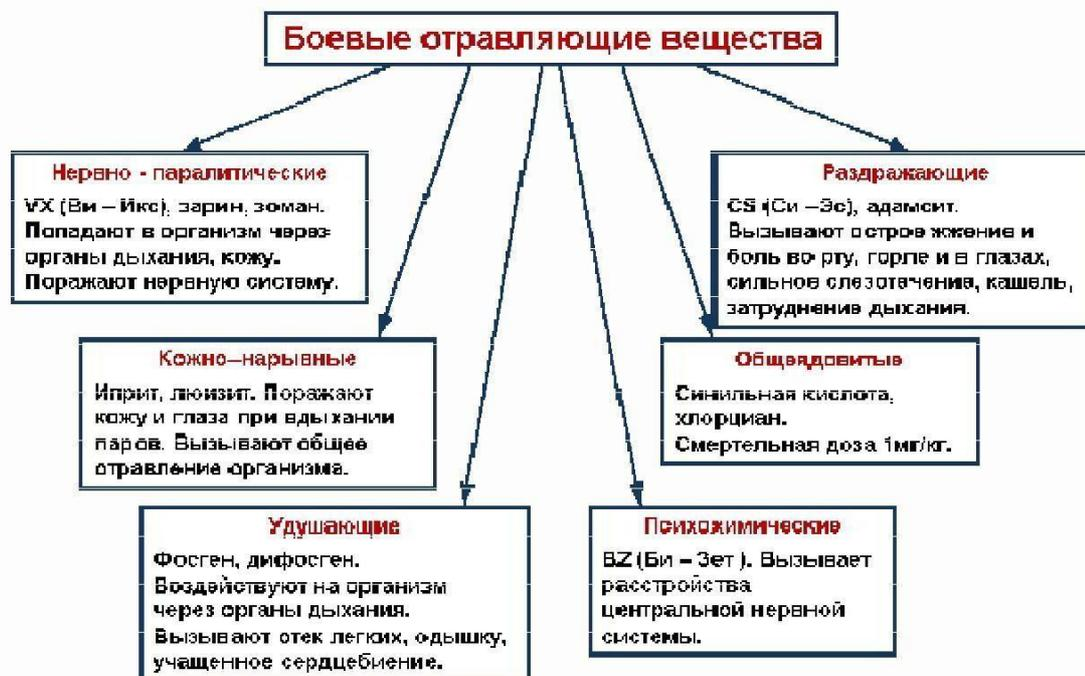 Боевые отравляющие вещества
Нервно - паралитические
VX (Ви – Икс), зарин, зоман.
Попадают в организм через
органы дыхания, кожу.
Поражают нервную систему.
Раздражающие
CS (Си –Эс), адамсит.
Вызывают острое жжение и
боль во рту, горле и в глазах,
сильное слезотечение, кашель,
затруднение дыхания.
Кожно–нарывные
Иприт, люизит. Поражают
кожу и глаза при вдыхании
паров. Вызывают общее
отравление организма.
Общеядовитые
Синильная кислота,
хлорциан.
Смертельная доза 1мг/кг.
Удушающие
Фосген, дифосген.
Воздействуют на организм
через органы дыхания.
Вызывают отек легких, одышку,
учащенное сердцебиение.
Психохимические
BZ (Би – Зет ). Вызывает
расстройства
центральной нервной
системы.